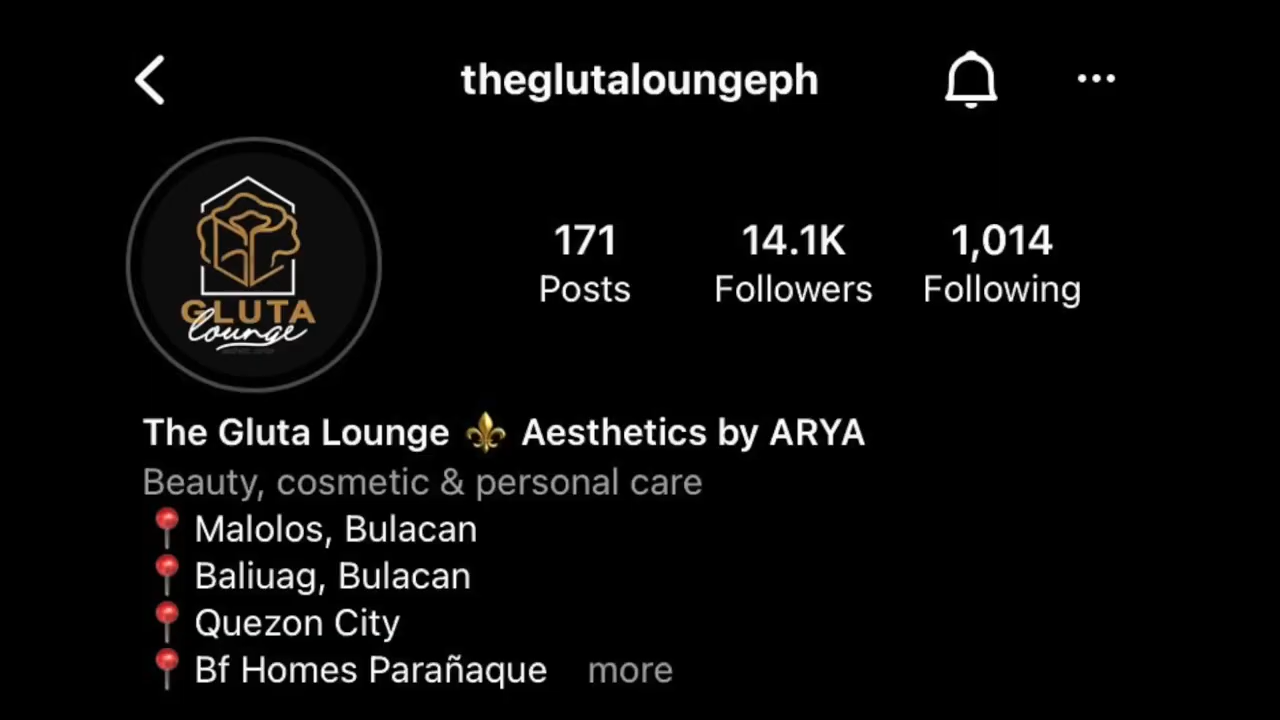 theglutaloungeph
GLUTA
lounge
171 14.1K 1,014
Posts Followers Following
The Gluta Lounge ⚜️ Aesthetics by ARYA
Beauty, cosmetic & personal care
📍 Malolos, Bulacan
📍 Baliuag, Bulacan
📍 Quezon City
📍 Bf Homes Parañaque more